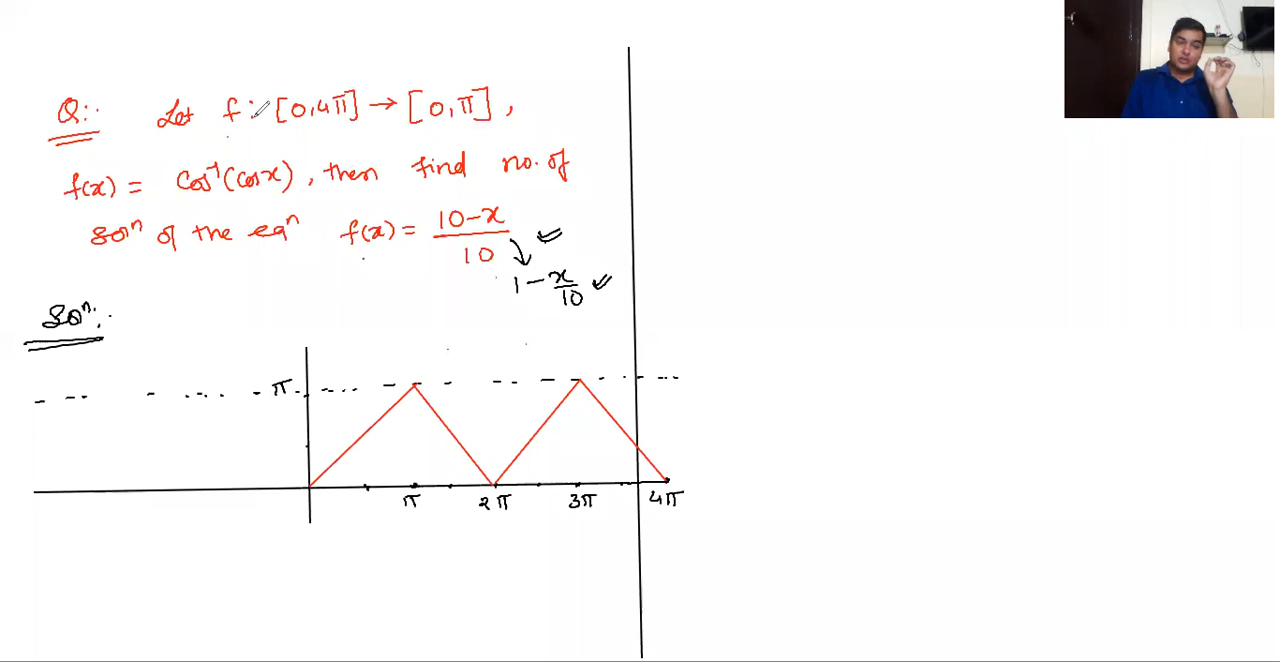 Q:- Let f: [0,4π] → [0,π],
f(x) = Cos⁻¹(Cosx), then find no. of
solⁿ of the eqⁿ f(x) = (10-x)/10
1 - x/10
Solⁿ:-
π
π 2π 3π 4π